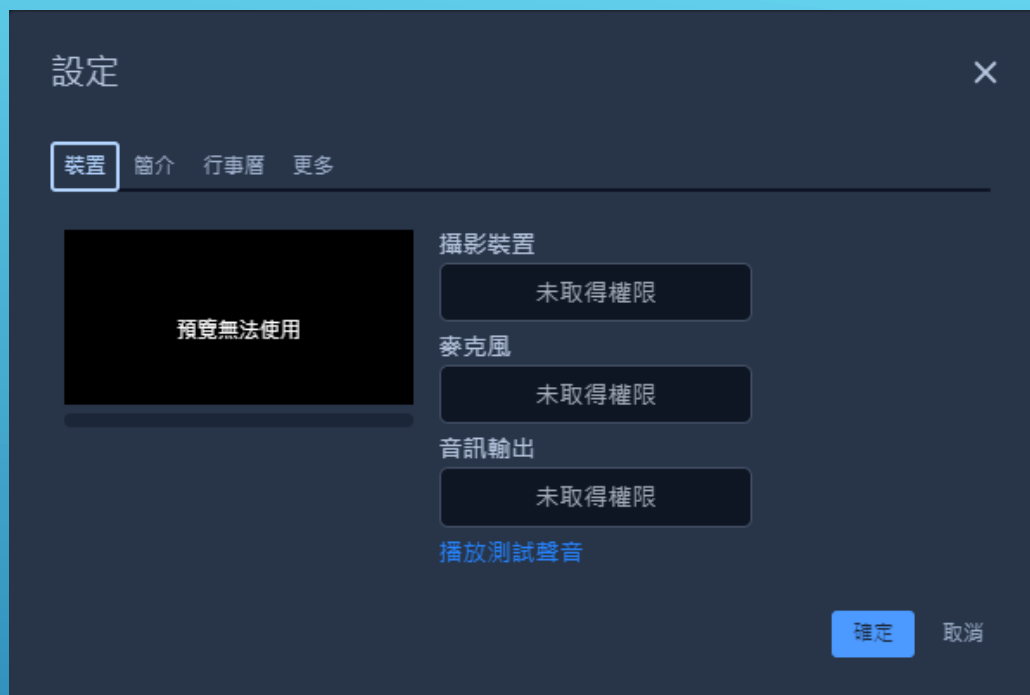 設定
裝置 簡介 行事曆 更多
預覽無法使用
攝影裝置
未取得權限
麥克風
未取得權限
音訊輸出
未取得權限
播放測試聲音
確定 取消